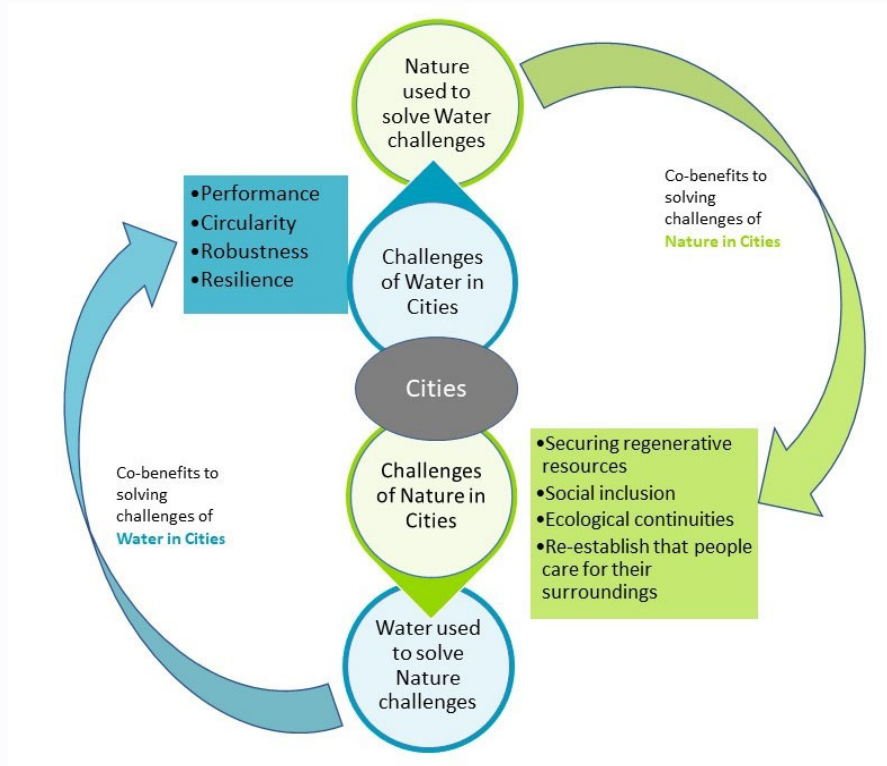 Nature
used to
solve Water
challenges
Co-benefits to
solving
challenges of
Nature in Cities
•Performance
•Circularity
•Robustness
•Resilience
Challenges
of Water in
Cities
Cities
Challenges
of Nature in
Cities
•Securing regenerative
resources
•Social inclusion
•Ecological continuities
•Re-establish that people
care for their
surroundings
Co-benefits to
solving
challenges of
Water in Cities
Water used
to solve
Nature
challenges